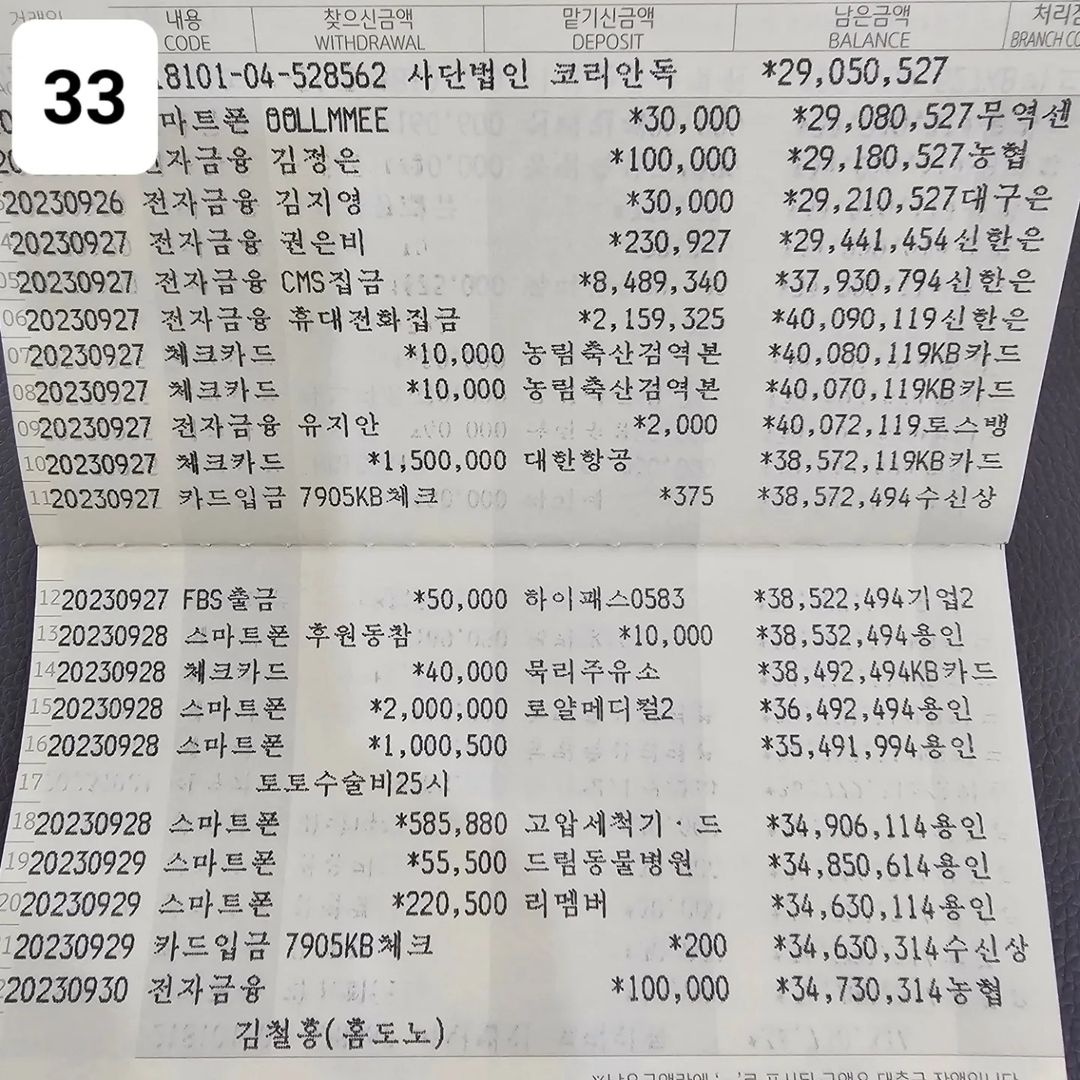 내용 찾으신금액 맡기신금액 남은금액
CODE WITHDRAWAL DEPOSIT BALANCE
33
18101-04-528562 사단법인 코리안독 *29,050,527
마트폰 00LLMMEE *30,000 *29,080,527무역센
전자금융 김정은 *100,000 *29,180,527농협
20230926 전자금융 김지영 *30,000 *29,210,527대구은
20230927 전자금융 권은비 *230,927 *29,441,454신한은
0520230927 전자금융 CMS집금 *8,489,340 *37,930,794신한은
0620230927 전자금융 휴대전화집금 *2,159,325 *40,090,119신한은
0720230927 체크카드 *10,000 농림축산검역본 *40,080,119KB카드
0820230927 체크카드 *10,000 농림축산검역본 *40,070,119KB카드
0920230927 전자금융 유지안 *2,000 *40,072,119토스뱅
1020230927 체크카드 *1,500,000 대한항공 *38,572,119KB카드
1120230927 카드입금 7905KB체크 *375 *38,572,494수신상
1220230927 FBS출금 *50,000 하이패스0583 *38,522,494기업2
1320230928 스마트폰 후원동참 *10,000 *38,532,494용인
1420230928 체크카드 *40,000 묵리주유소 *38,492,494KB카드
1520230928 스마트폰 *2,000,000 로얄메디컬2 *36,492,494용인
1620230928 스마트폰 *1,000,500 *35,491,994용인
17 토토수술비25시
1820230928 스마트폰 *585,880 고압세척기·드 *34,906,114용인
1920230929 스마트폰 *55,500 드림동물병원 *34,850,614용인
2020230929 스마트폰 *220,500 리멤버 *34,630,114용인
20230929 카드입금 7905KB체크 *200 *34,630,314수신상
20230930 전자금융 *100,000 *34,730,314농협
김철홍(홈도노)